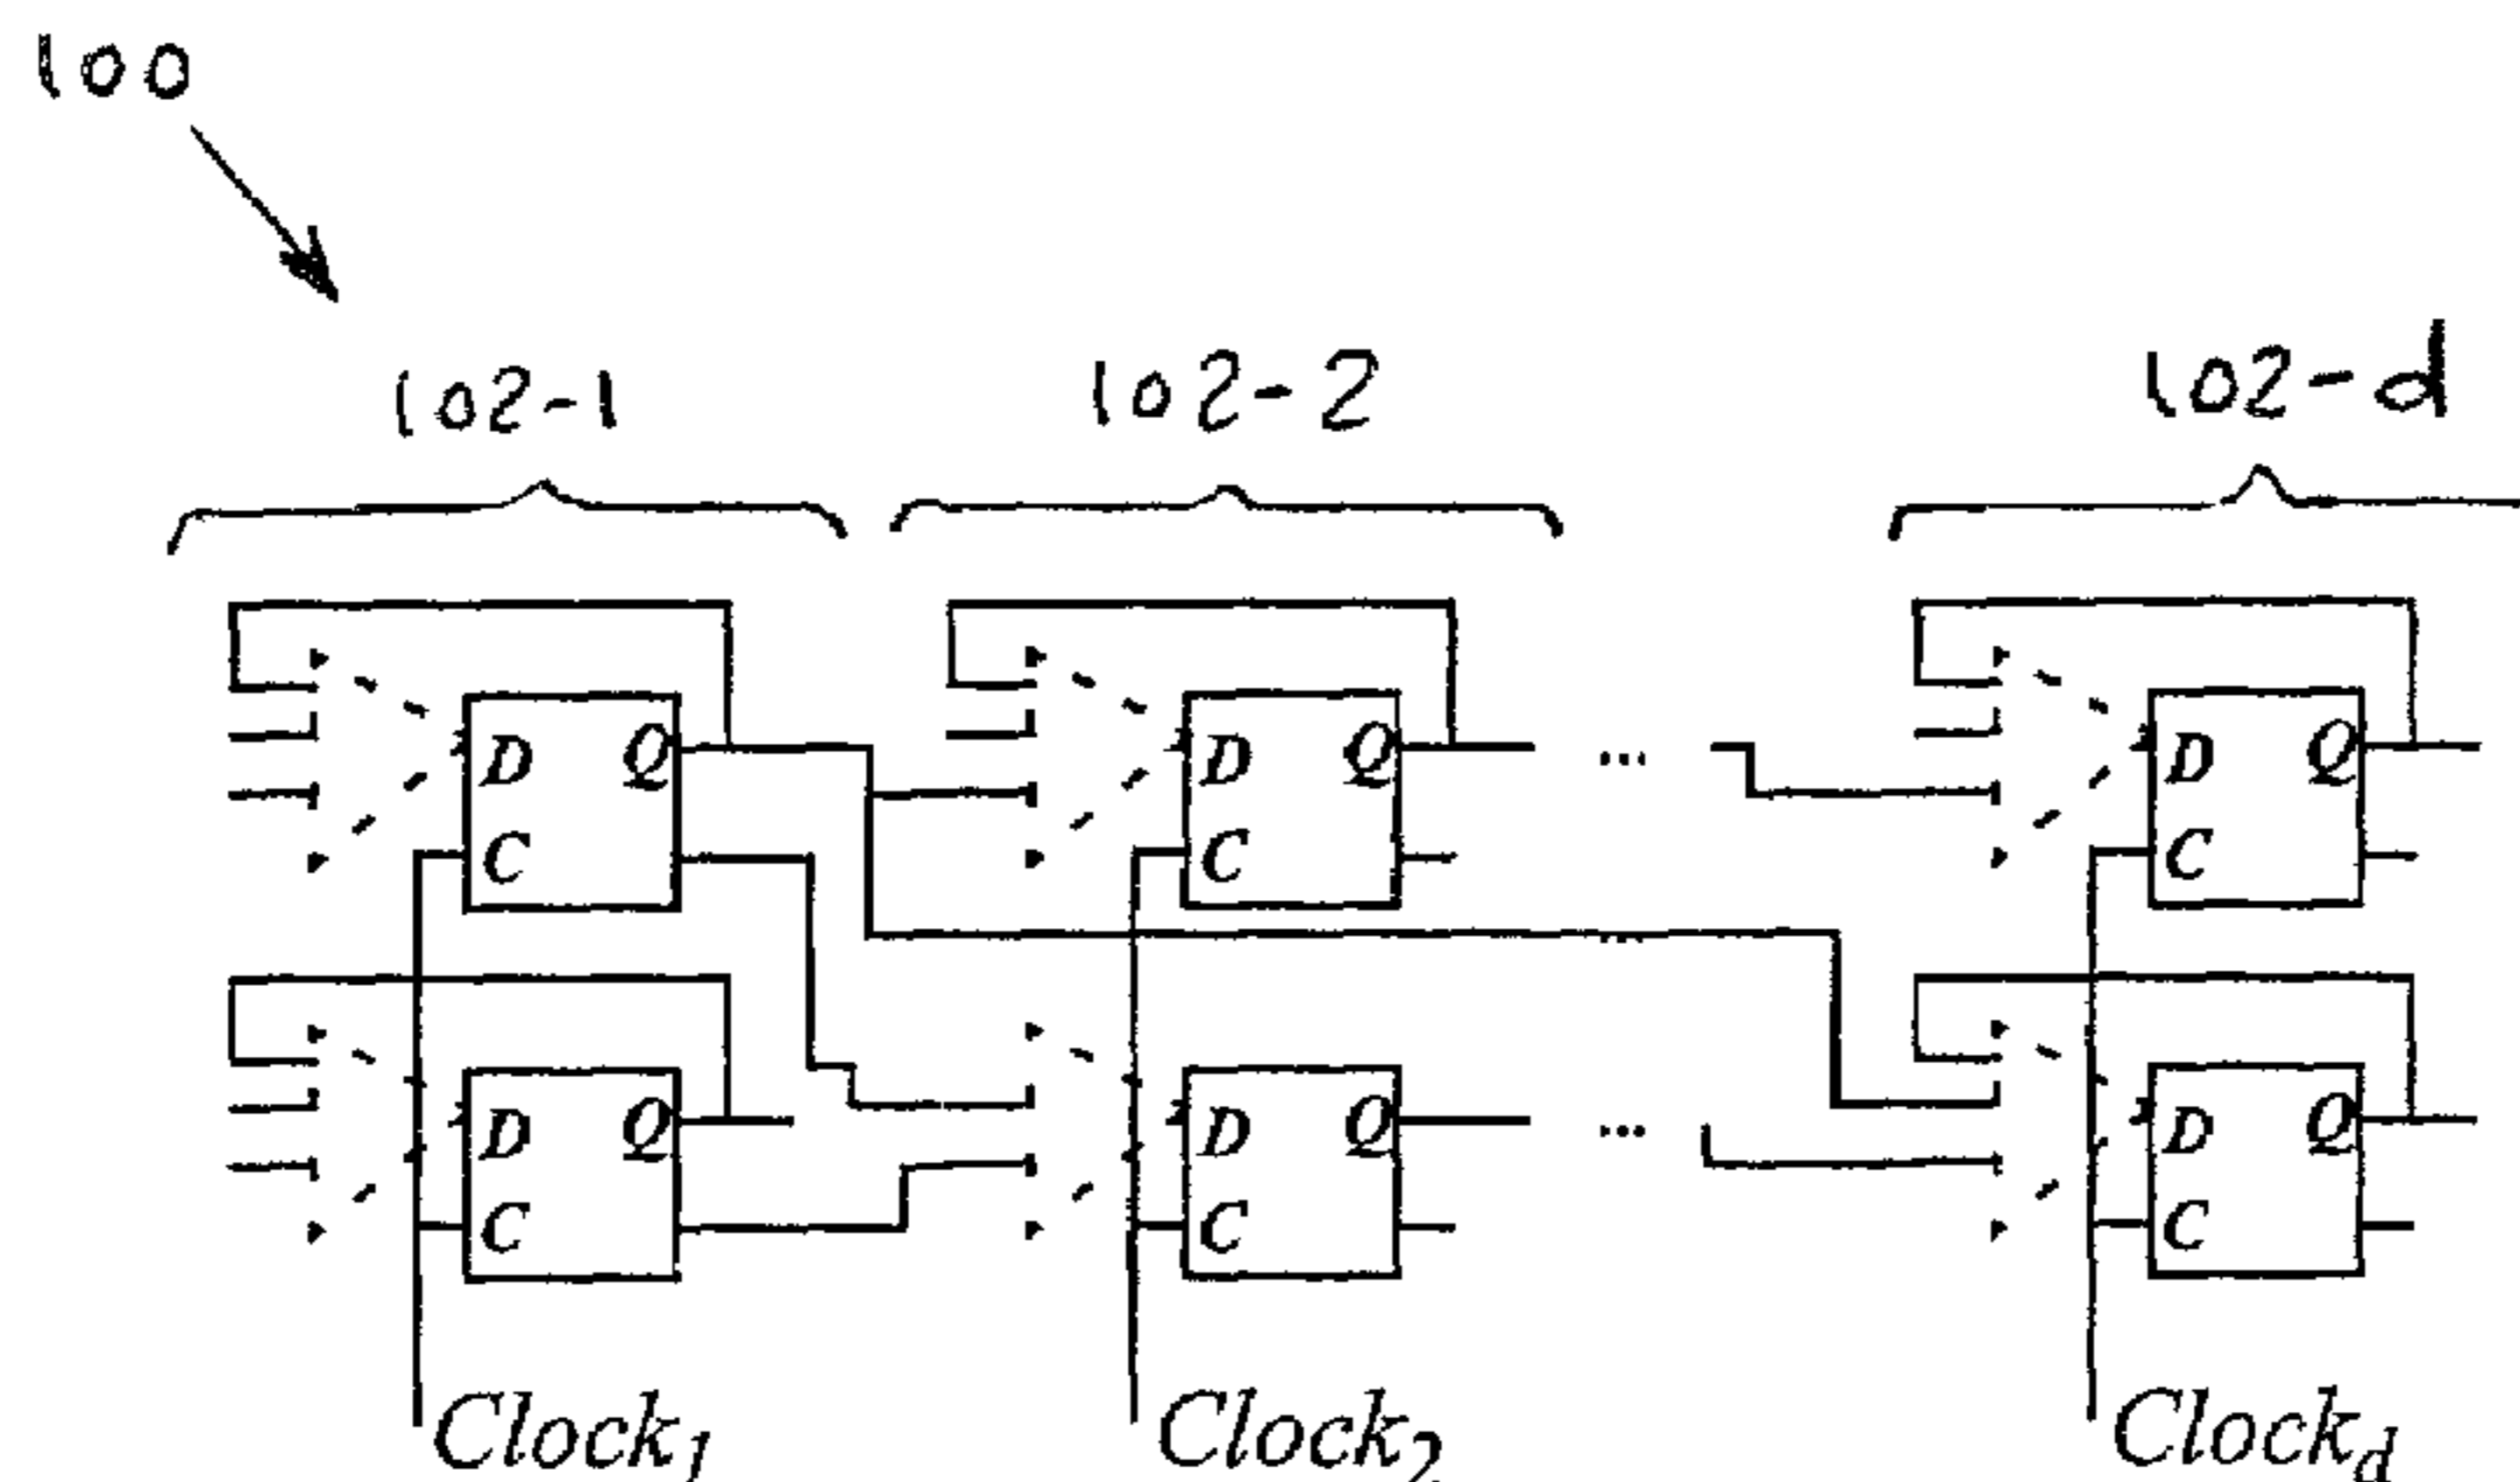 100
102-1 102-2 102-d
D Q D Q ... D Q
C C C
...
D Q D Q ... D Q
C C C
Clock1 Clock2 Clockd